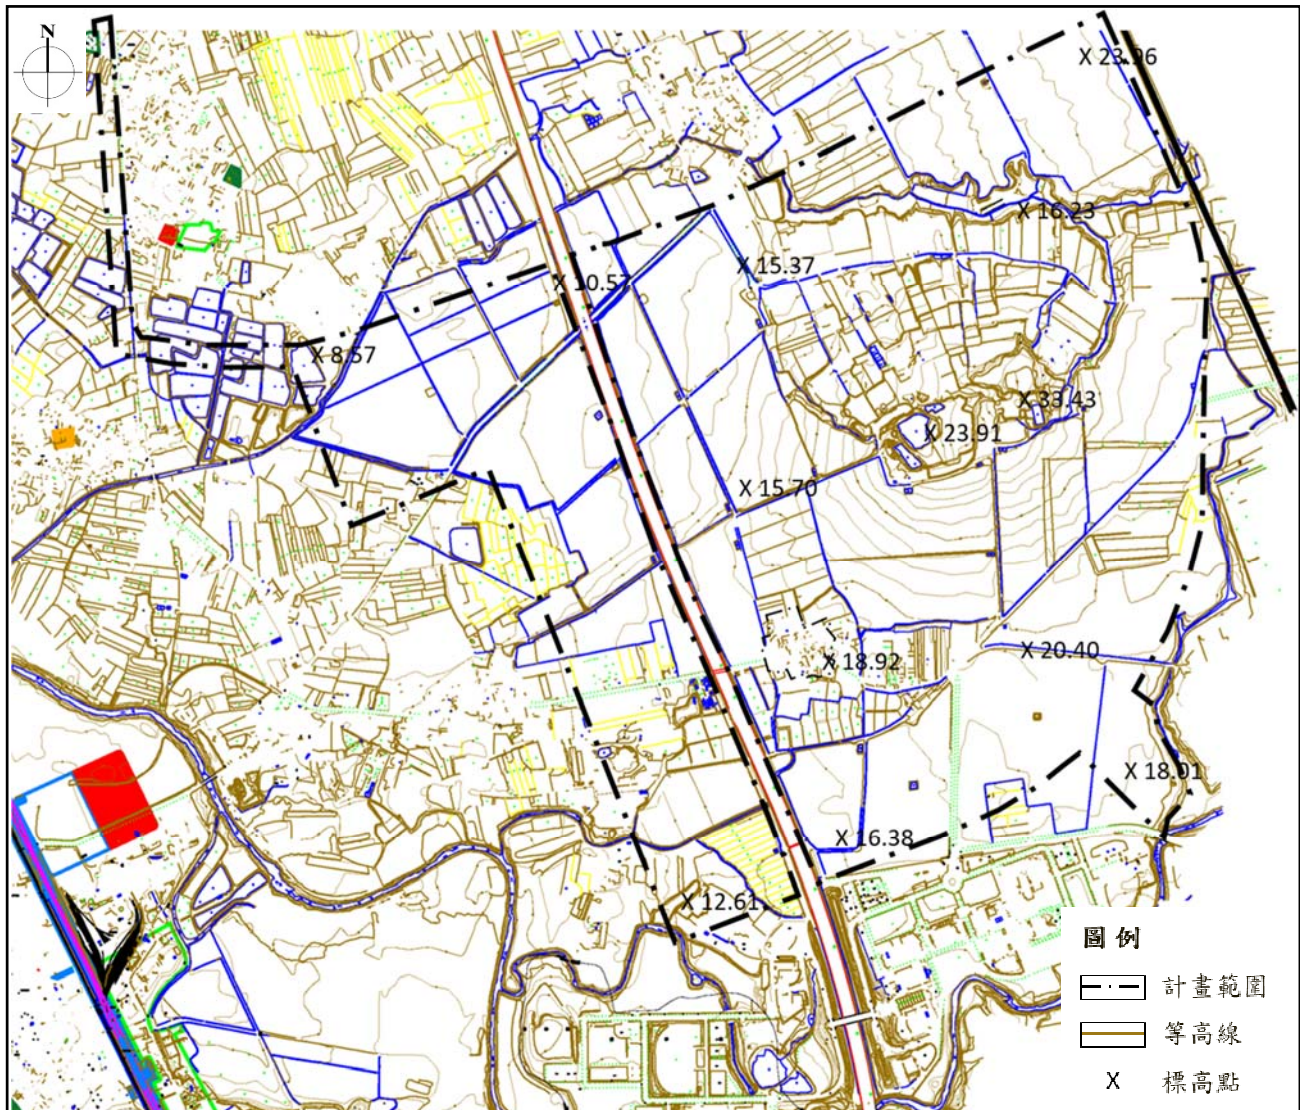 N
X 23.96
X 16.23
X 15.37
X 10.57
X 8.57
X 33.43
X 23.91
X 15.70
X 18.92
X 20.40
X 18.01
X 16.38
X 12.61
圖例
計畫範圍
等高線
X 標高點